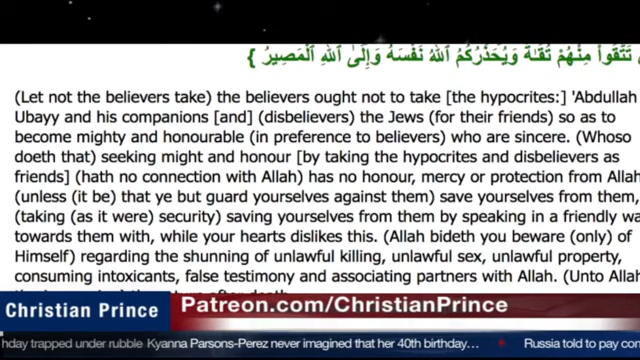 تَتَّقُواْ مِنْهُمْ تُقَـٰةً وَيُحَذِّرُكُمُ ٱللَّهُ نَفْسَهُ وَإِلَىٰ ٱللَّهِ ٱلْمَصِيرُ }
(Let not the believers take) the believers ought not to take [the hypocrites:] 'Abdullah
Ubayy and his companions [and] (disbelievers) the Jews (for their friends) so as to
become mighty and honourable (in preference to believers) who are sincere. (Whoso
doeth that) seeking might and honour [by taking the hypocrites and disbelievers as
friends] (hath no connection with Allah) has no honour, mercy or protection from Allah
(unless (it be) that ye but guard yourselves against them) save yourselves from them,
(taking (as it were) security) saving yourselves from them by speaking in a friendly wa
towards them with, while your hearts dislikes this. (Allah bideth you beware (only) of
Himself) regarding the shunning of unlawful killing, unlawful sex, unlawful property,
consuming intoxicants, false testimony and associating partners with Allah. (Unto Alla
Christian Prince
Patreon.com/ChristianPrince
hday trapped under rubble Kyanna Parsons-Perez never imagined that her 40th birthday... Russia told to pay con